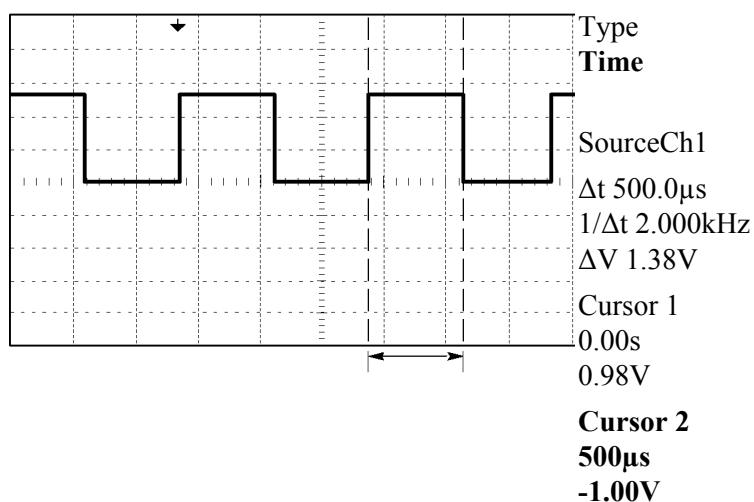 Type
Time
SourceCh1
Δt 500.0µs
1/Δt 2.000kHz
ΔV 1.38V
Cursor 1
0.00s
0.98V
Cursor 2
500µs
-1.00V